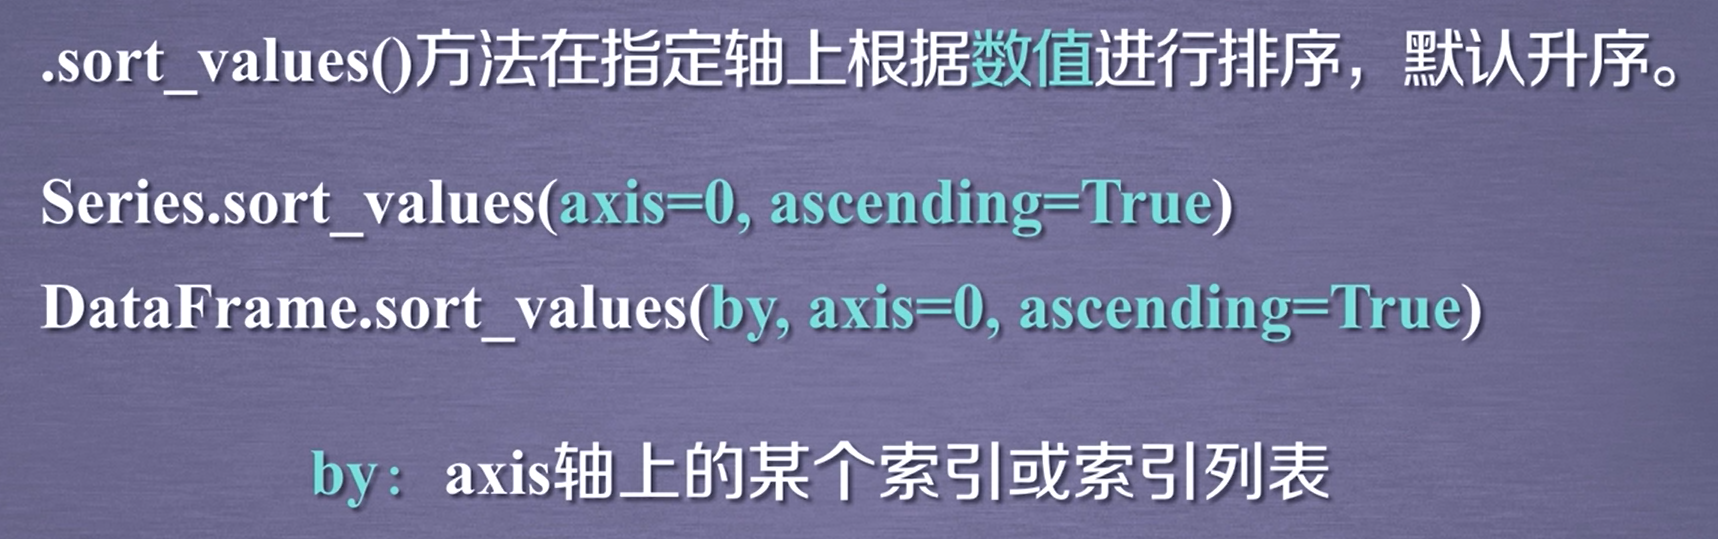 .sort_values()方法在指定轴上根据数值进行排序，默认升序。
Series.sort_values(axis=0, ascending=True)
DataFrame.sort_values(by, axis=0, ascending=True)
by：axis轴上的某个索引或索引列表